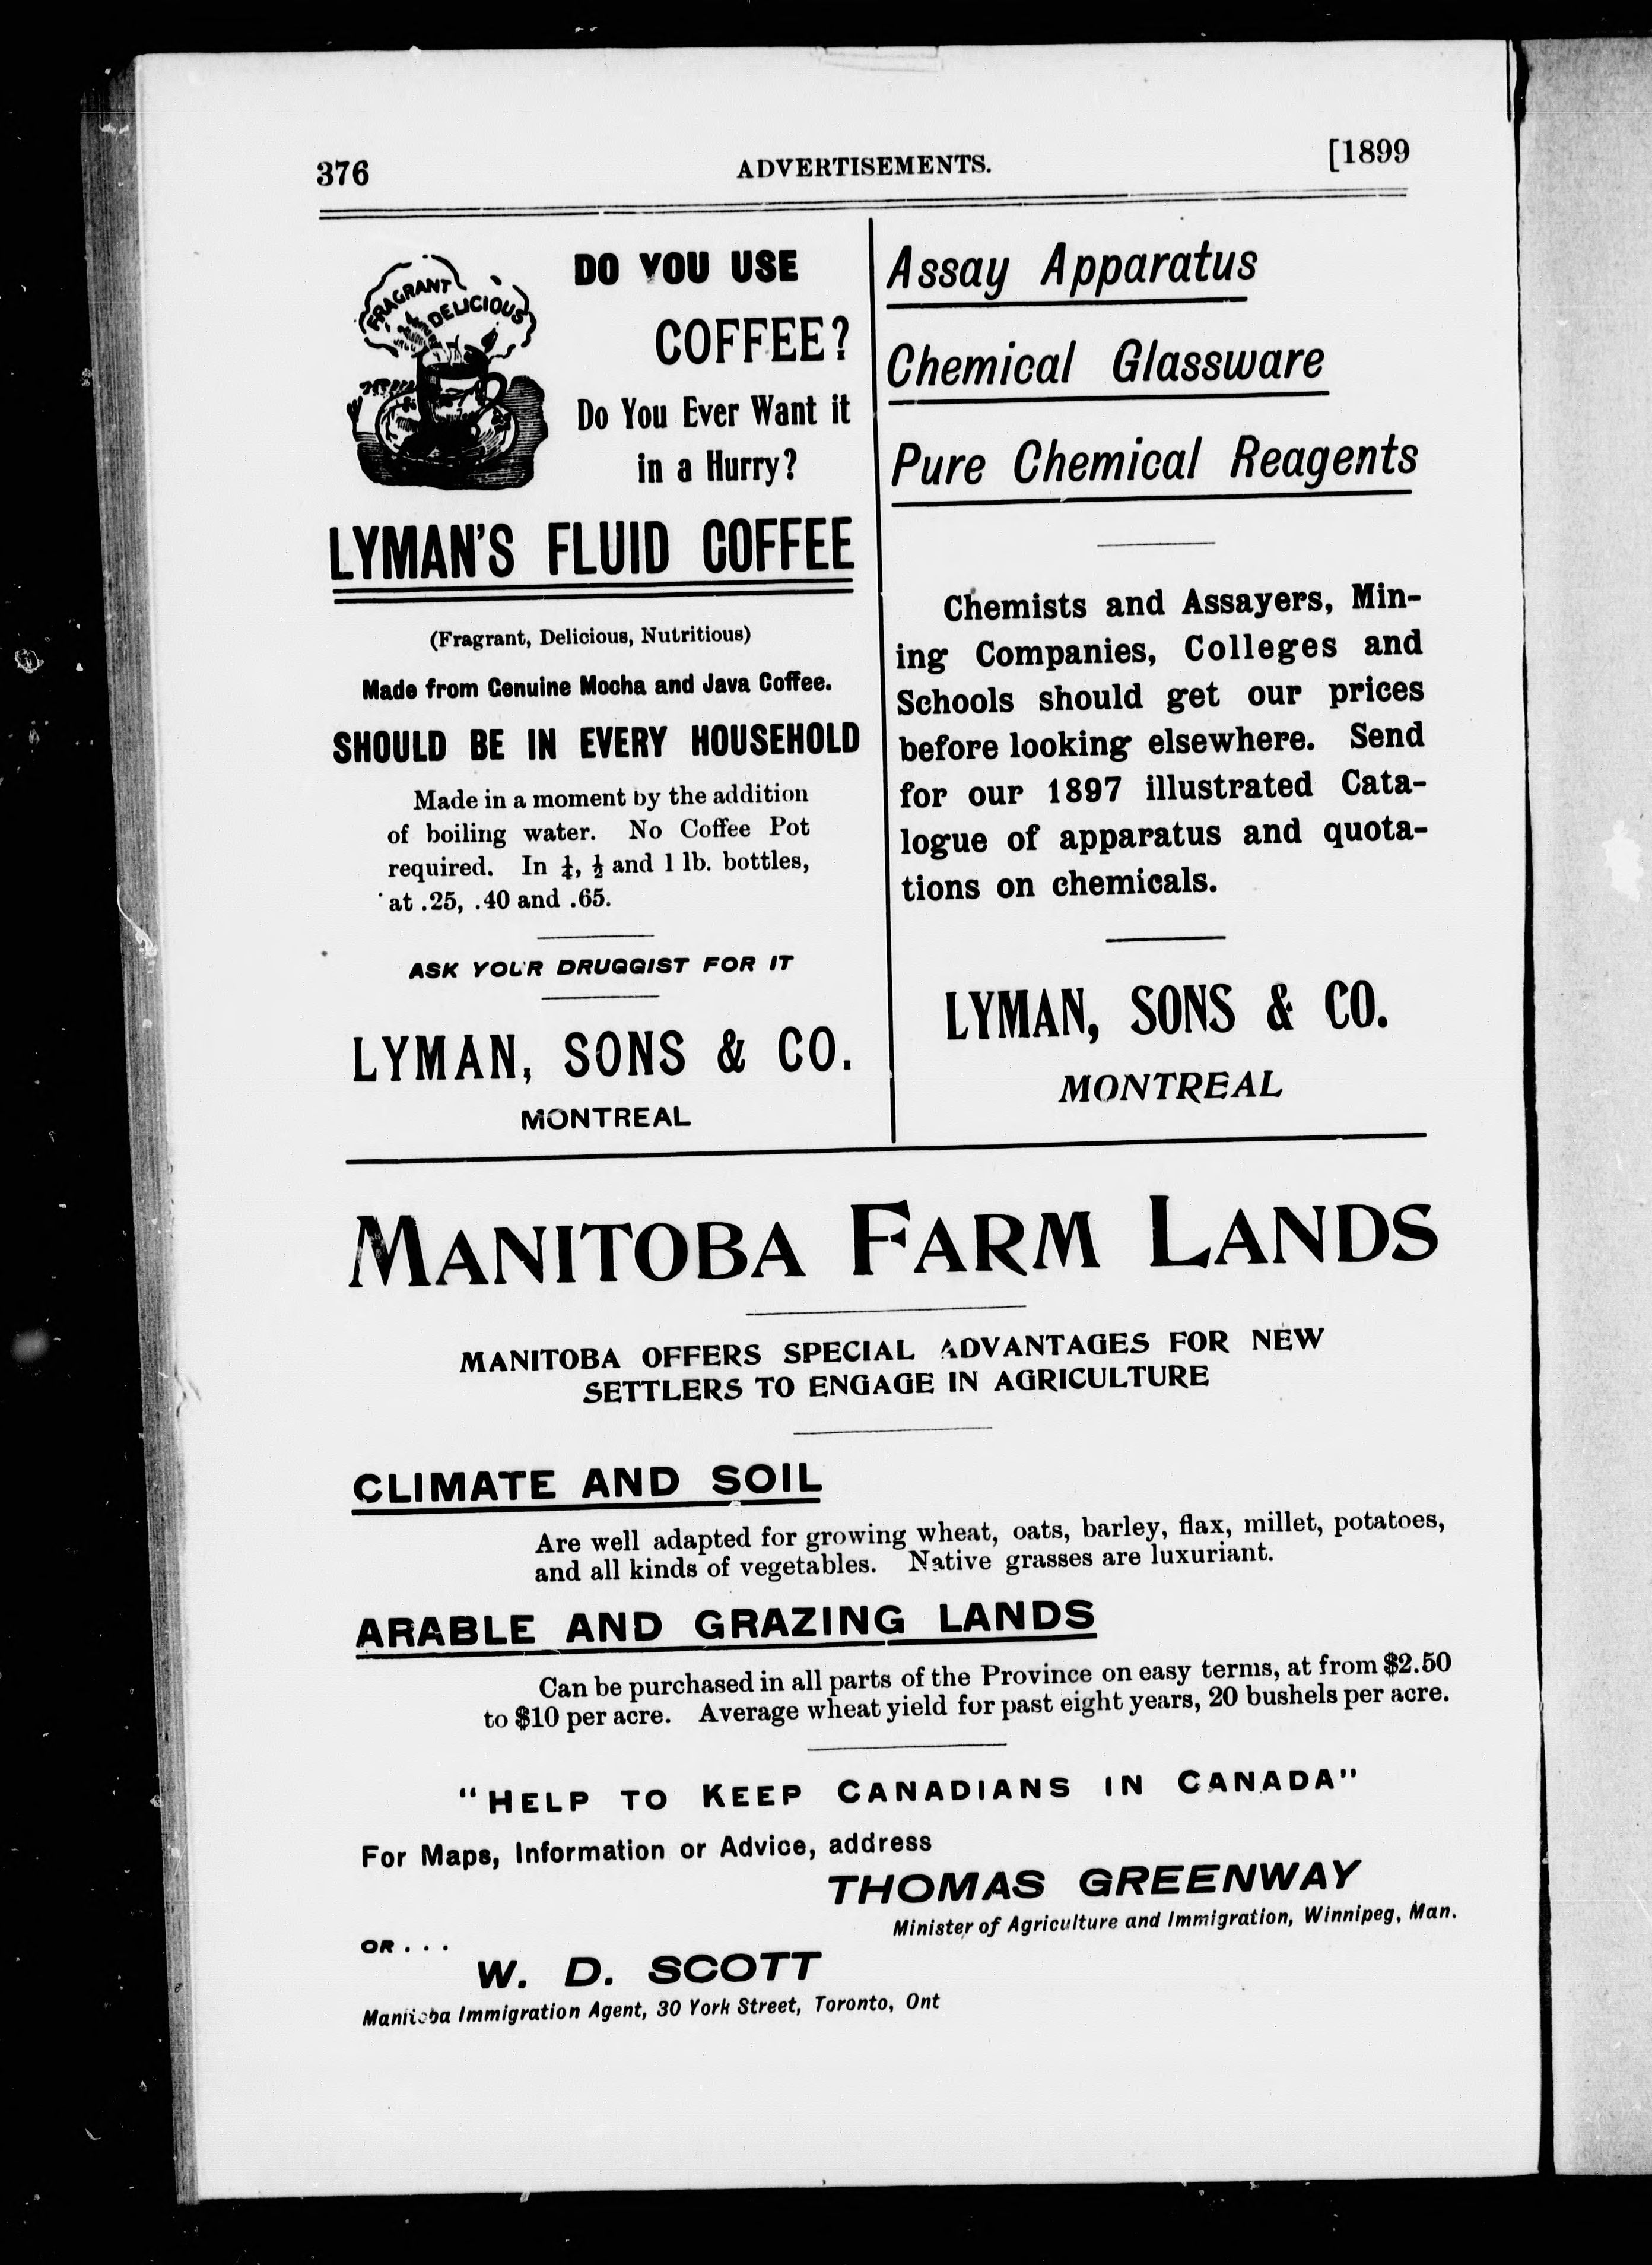 376
ADVERTISEMENTS.
[1899
FRAGRANT
DELICIOUS
DO YOU USE
COFFEE?
Do You Ever Want it
in a Hurry?
LYMAN'S FLUID COFFEE
(Fragrant, Delicious, Nutritious)
Made from Genuine Mocha and Java Coffee.
SHOULD BE IN EVERY HOUSEHOLD
Made in a moment by the addition
of boiling water. No Coffee Pot
required. In ¼, ½ and 1 lb. bottles,
at .25, .40 and .65.
ASK YOUR DRUGGIST FOR IT
LYMAN, SONS & CO.
MONTREAL
Assay Apparatus
Chemical Glassware
Pure Chemical Reagents
Chemists and Assayers, Min-
ing Companies, Colleges and
Schools should get our prices
before looking elsewhere. Send
for our 1897 illustrated Cata-
logue of apparatus and quota-
tions on chemicals.
LYMAN, SONS & CO.
MONTREAL
MANITOBA FARM LANDS
MANITOBA OFFERS SPECIAL ADVANTAGES FOR NEW
SETTLERS TO ENGAGE IN AGRICULTURE
CLIMATE AND SOIL
Are well adapted for growing wheat, oats, barley, flax, millet, potatoes,
and all kinds of vegetables. Native grasses are luxuriant.
ARABLE AND GRAZING LANDS
Can be purchased in all parts of the Province on easy terms, at from $2.50
to $10 per acre. Average wheat yield for past eight years, 20 bushels per acre.
"HELP TO KEEP CANADIANS IN CANADA"
For Maps, Information or Advice, address
THOMAS GREENWAY
Minister of Agriculture and Immigration, Winnipeg, Man.
OR . . .
W. D. SCOTT
Manitoba Immigration Agent, 30 York Street, Toronto, Ont